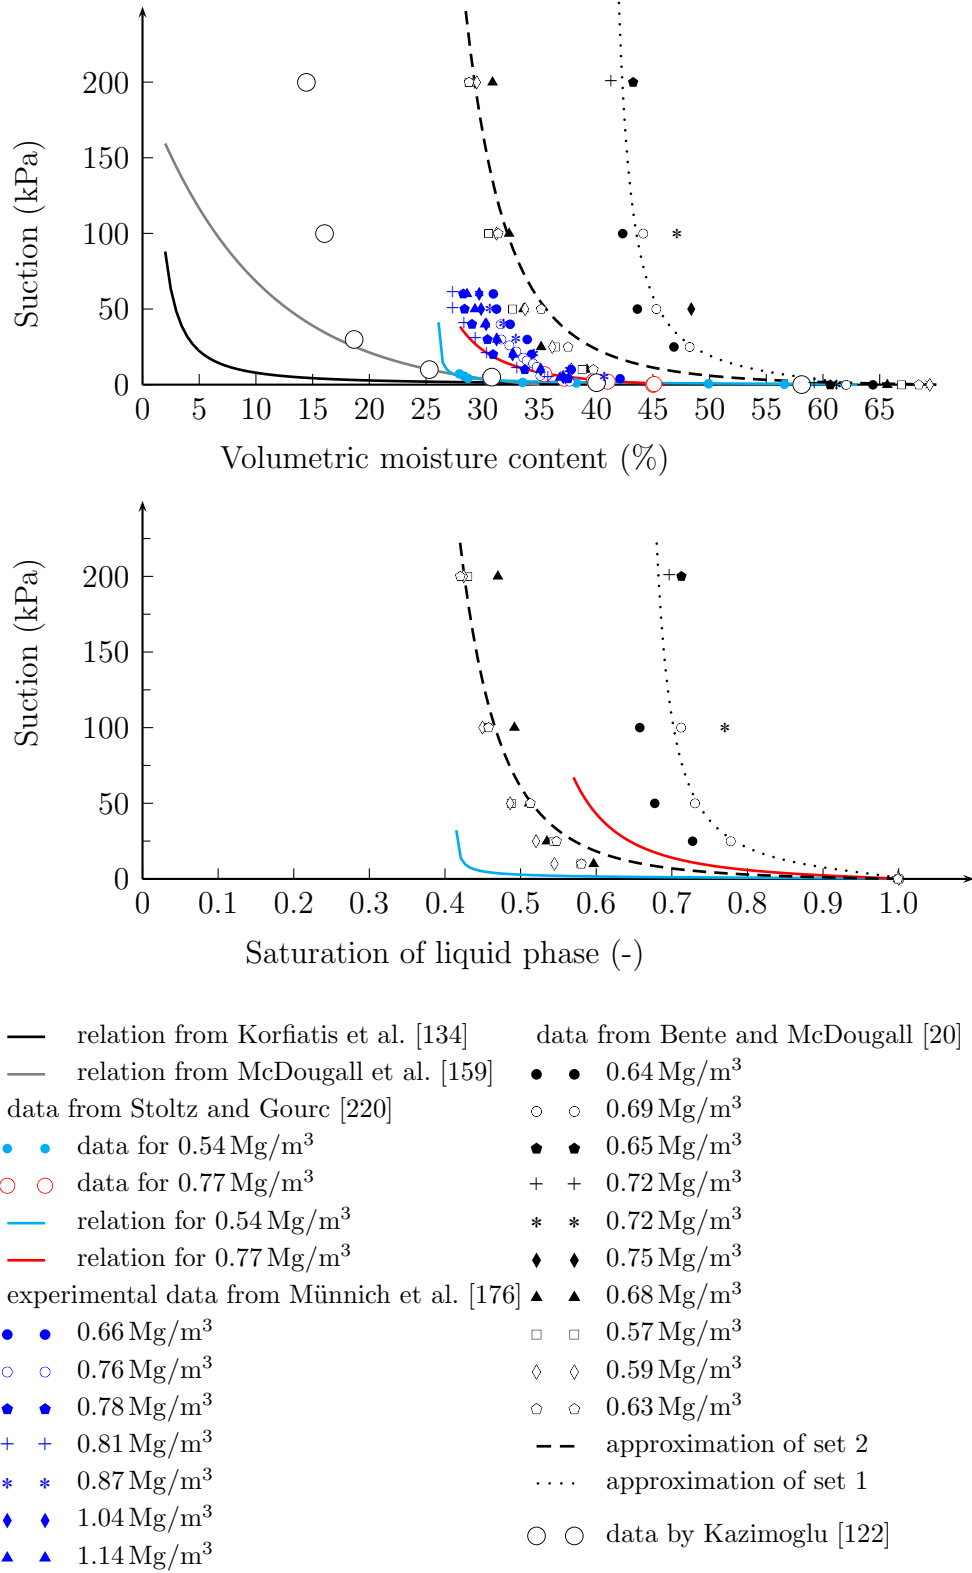 200
150
100
50
0
Suction (kPa)
0 5 10 15 20 25 30 35 40 45 50 55 60 65
Volumetric moisture content (%)
200
150
100
50
0
Suction (kPa)
0 0.1 0.2 0.3 0.4 0.5 0.6 0.7 0.8 0.9 1.0
Saturation of liquid phase (-)
relation from Korfiatis et al. [134]
relation from McDougall et al. [159]
data from Stoltz and Gourc [220]
data for 0.54 Mg/m³
data for 0.77 Mg/m³
relation for 0.54 Mg/m³
relation for 0.77 Mg/m³
experimental data from Münnich et al. [176]
0.66 Mg/m³
0.76 Mg/m³
0.78 Mg/m³
0.81 Mg/m³
0.87 Mg/m³
1.04 Mg/m³
1.14 Mg/m³
data from Bente and McDougall [20]
0.64 Mg/m³
0.69 Mg/m³
0.65 Mg/m³
0.72 Mg/m³
0.72 Mg/m³
0.75 Mg/m³
0.68 Mg/m³
0.57 Mg/m³
0.59 Mg/m³
0.63 Mg/m³
approximation of set 2
approximation of set 1
data by Kazimoglu [122]